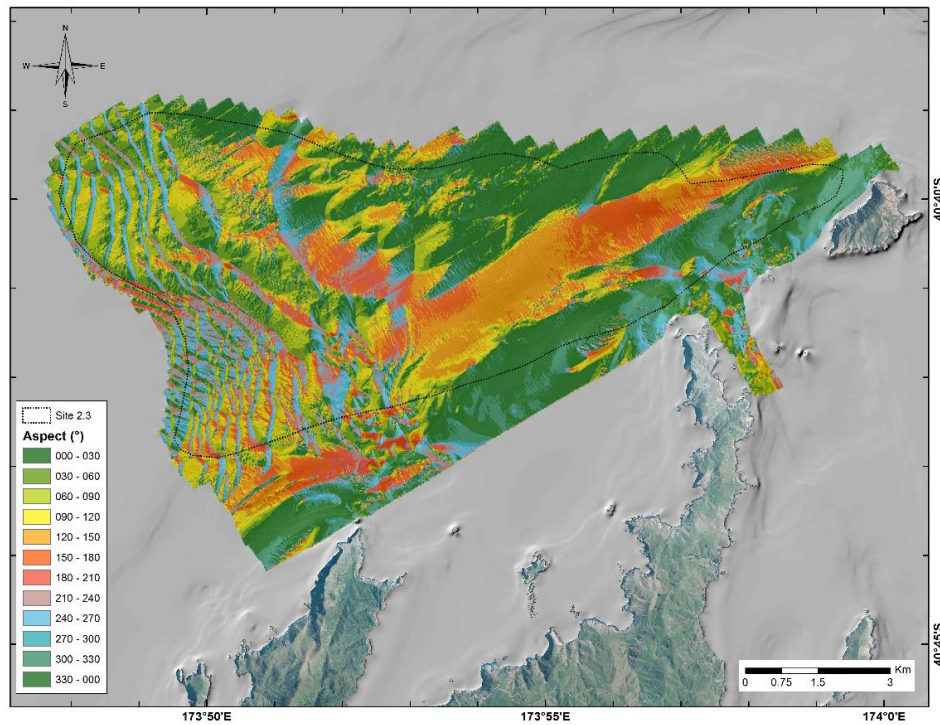 N
W E
S
40°40'S
Site 2.3
Aspect (°)
000 - 030
030 - 060
060 - 090
090 - 120
120 - 150
150 - 180
180 - 210
210 - 240
240 - 270
270 - 300
300 - 330
330 - 000
40°45'S
Km
0 0.75 1.5 3
173°50'E 173°55'E 174°0'E